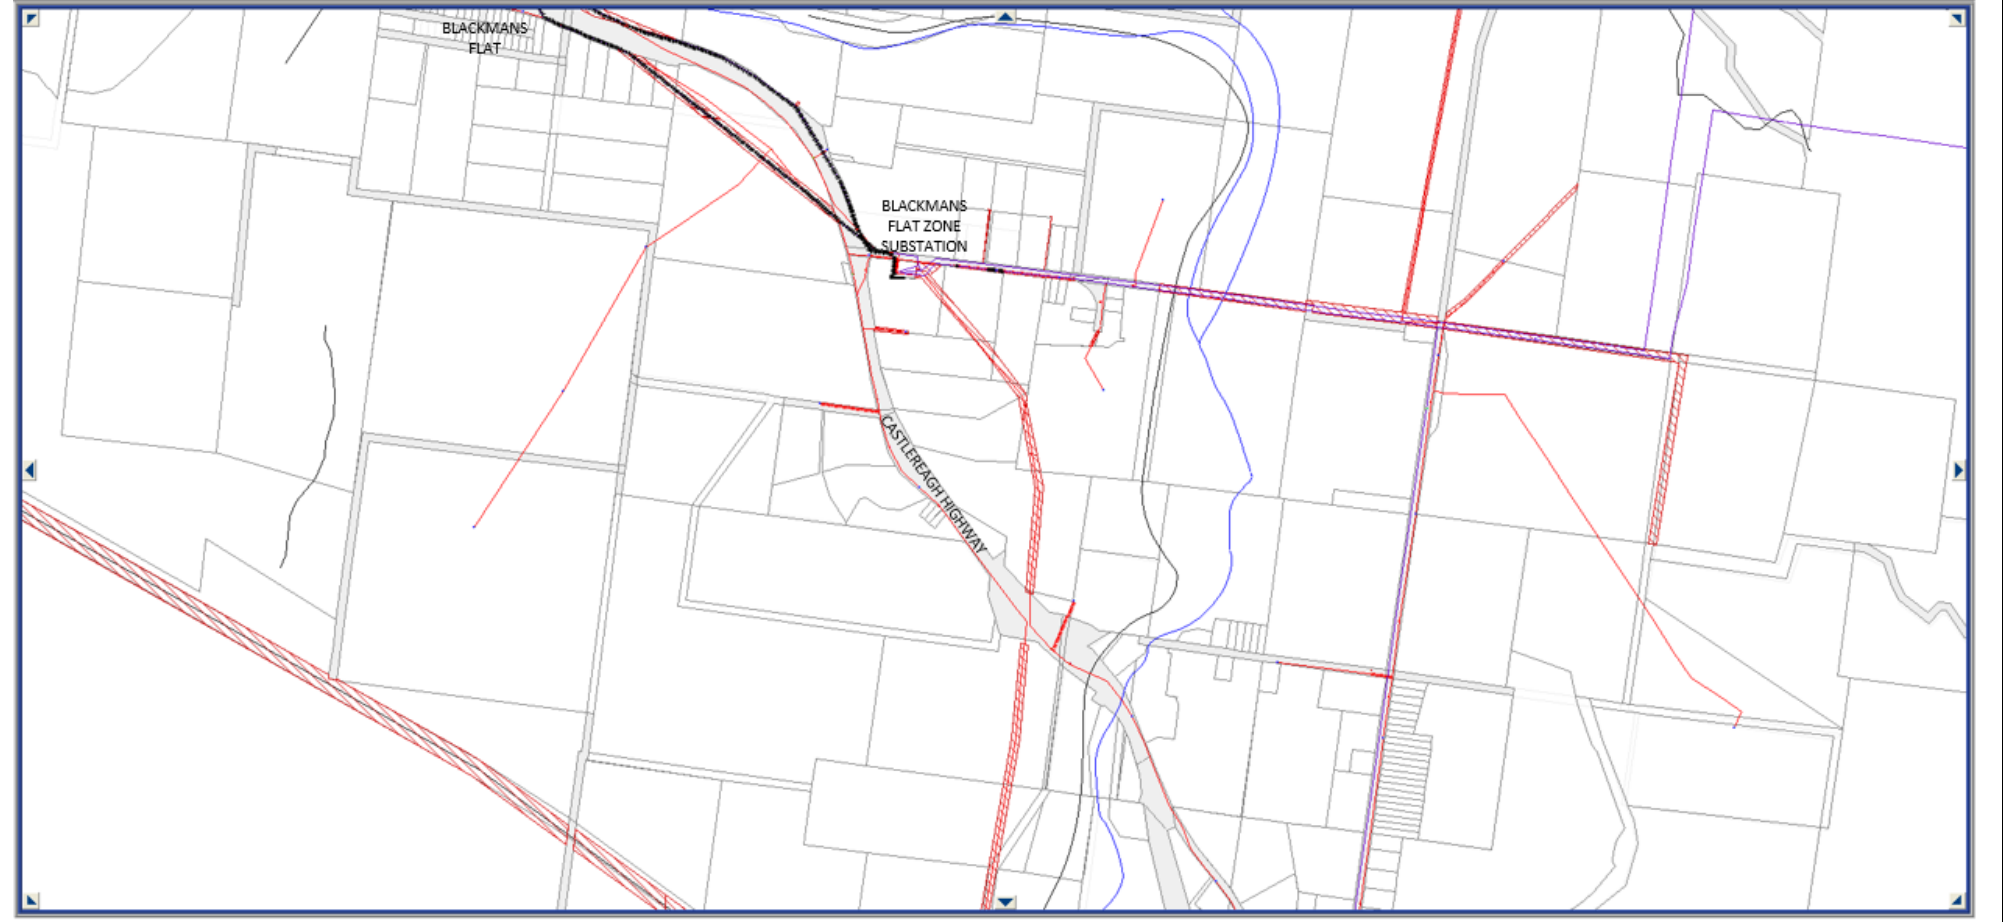 BLACKMANS
FLAT
BLACKMANS
FLAT ZONE
SUBSTATION
CASTLEREAGH HIGHWAY